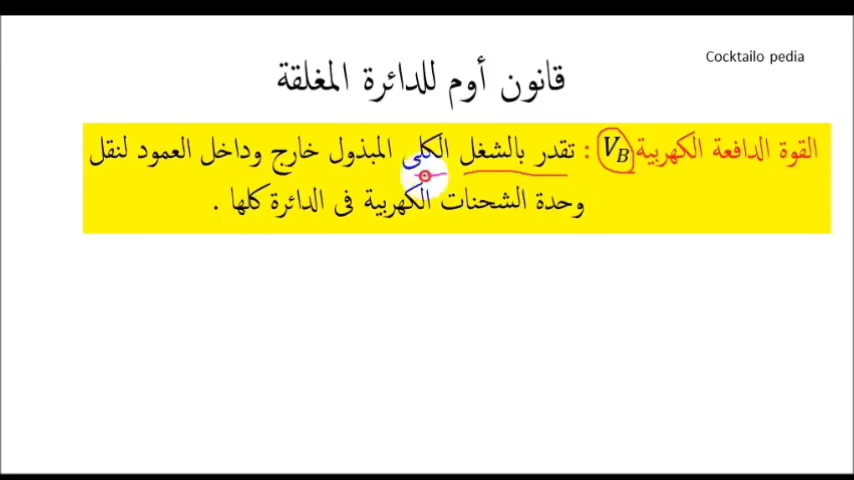 Cocktailo pedia
قانون أوم للدائرة المغلقة
القوة الدافعة الكهربية V_B : تقدر بالشغل الكلى المبذول خارج وداخل العمود لنقل
وحدة الشحنات الكهربية فى الدائرة كلها .